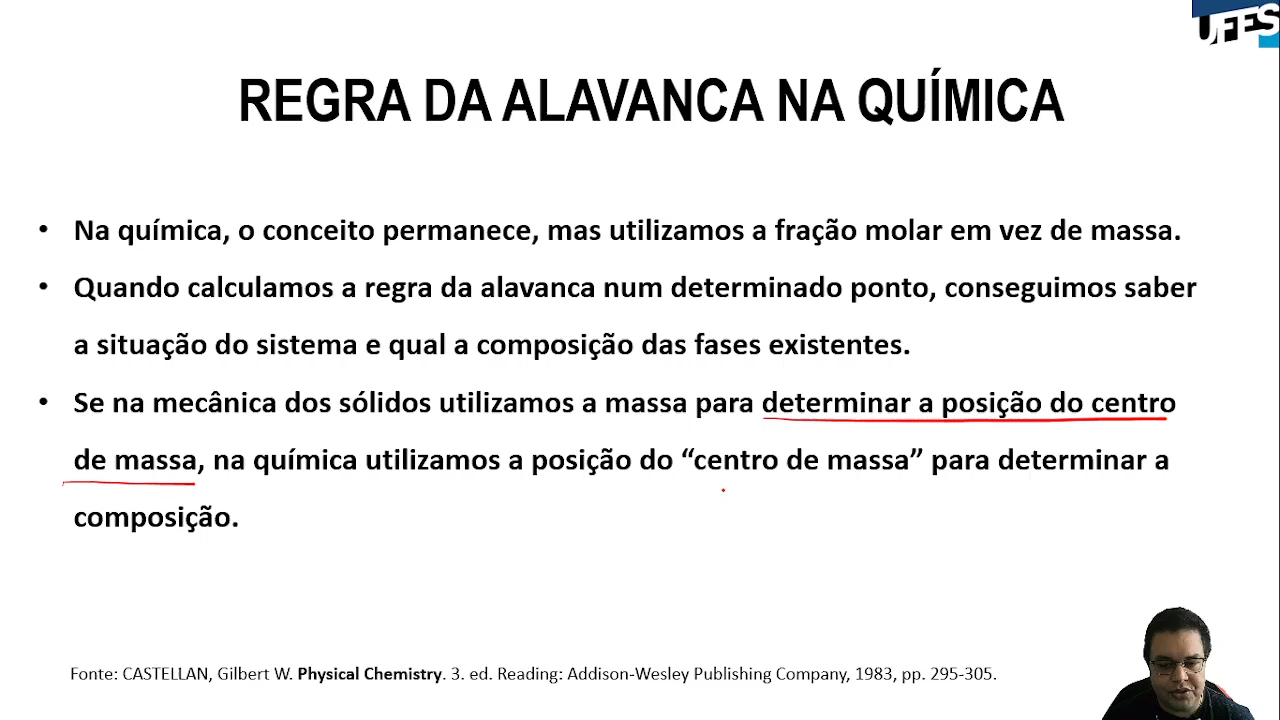 UFES
REGRA DA ALAVANCA NA QUÍMICA
• Na química, o conceito permanece, mas utilizamos a fração molar em vez de massa.
• Quando calculamos a regra da alavanca num determinado ponto, conseguimos saber
a situação do sistema e qual a composição das fases existentes.
• Se na mecânica dos sólidos utilizamos a massa para determinar a posição do centro
de massa, na química utilizamos a posição do “centro de massa” para determinar a
composição.
Fonte: CASTELLAN, Gilbert W. Physical Chemistry. 3. ed. Reading: Addison-Wesley Publishing Company, 1983, pp. 295-305.